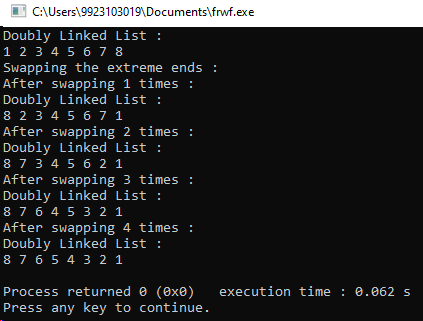 C:\Users\9923103019\Documents\frwf.exe
Doubly Linked List :
1 2 3 4 5 6 7 8
Swapping the extreme ends :
After swapping 1 times :
Doubly Linked List :
8 2 3 4 5 6 7 1
After swapping 2 times :
Doubly Linked List :
8 7 3 4 5 6 2 1
After swapping 3 times :
Doubly Linked List :
8 7 6 4 5 3 2 1
After swapping 4 times :
Doubly Linked List :
8 7 6 5 4 3 2 1
Process returned 0 (0x0)   execution time : 0.062 s
Press any key to continue.